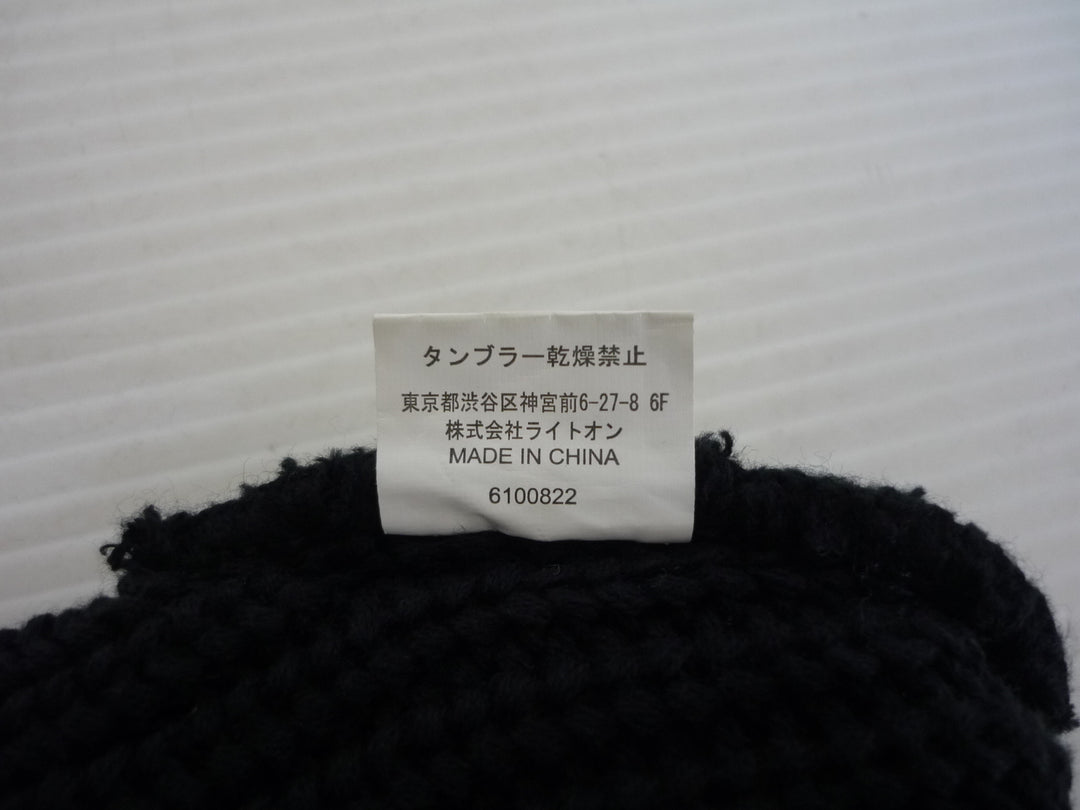 タンブラー乾燥禁止
東京都渋谷区神宮前6-27-8 6F
株式会社ライトオン
MADE IN CHINA
6100822